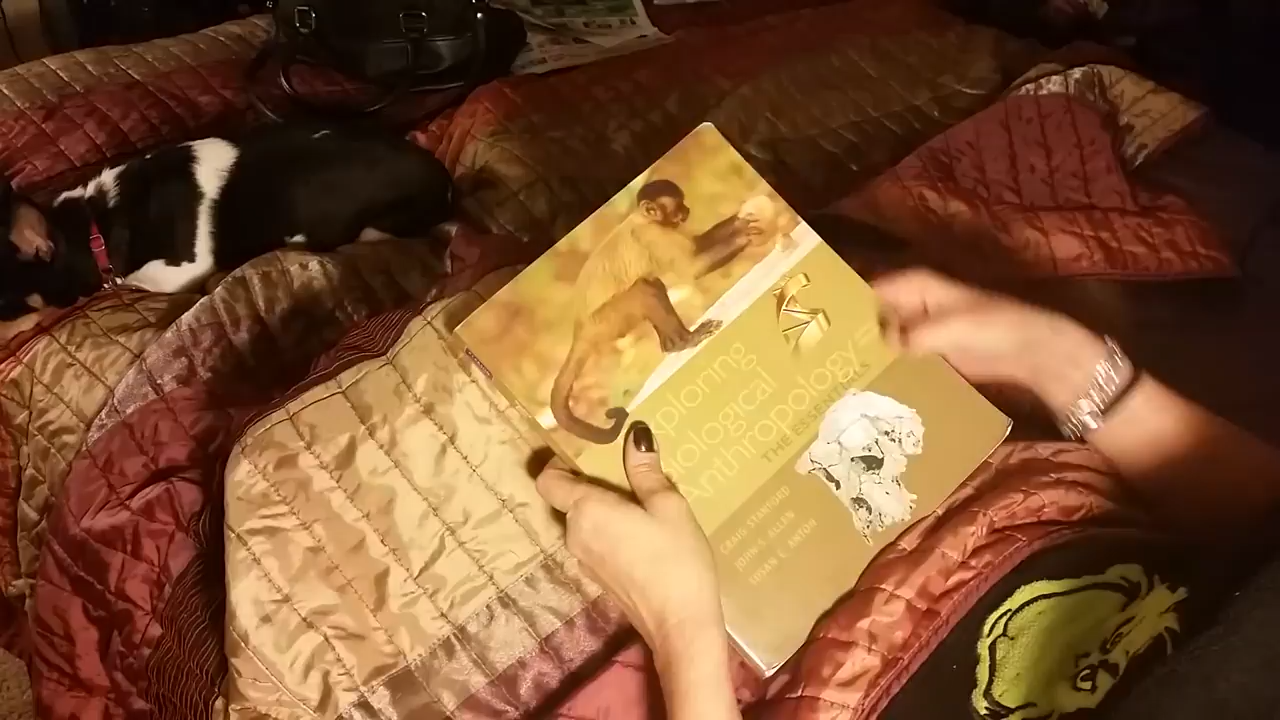 Exploring
Biological
Anthropology
THE ESSENTIALS
CRAIG STANFORD
JOHN S. ALLEN
SUSAN C. ANTÓN